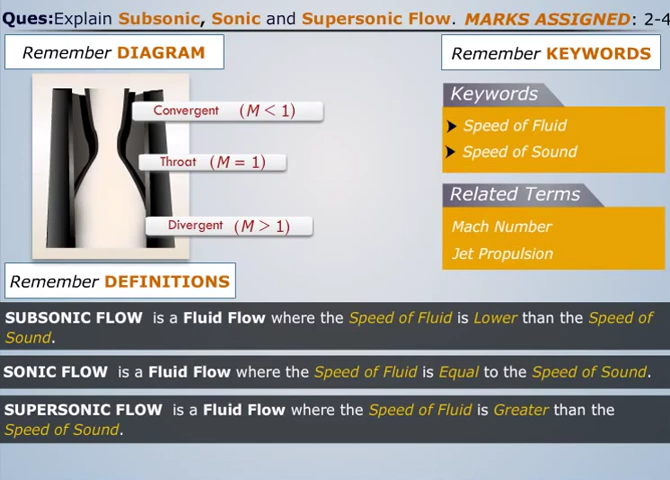 Ques:Explain Subsonic, Sonic and Supersonic Flow. MARKS ASSIGNED: 2-4
Remember DIAGRAM
Convergent (M < 1)
Throat (M = 1)
Divergent (M > 1)
Remember KEYWORDS
Keywords
Speed of Fluid
Speed of Sound
Related Terms
Mach Number
Jet Propulsion
Remember DEFINITIONS
SUBSONIC FLOW is a Fluid Flow where the Speed of Fluid is Lower than the Speed of
Sound.
SONIC FLOW is a Fluid Flow where the Speed of Fluid is Equal to the Speed of Sound.
SUPERSONIC FLOW is a Fluid Flow where the Speed of Fluid is Greater than the
Speed of Sound.